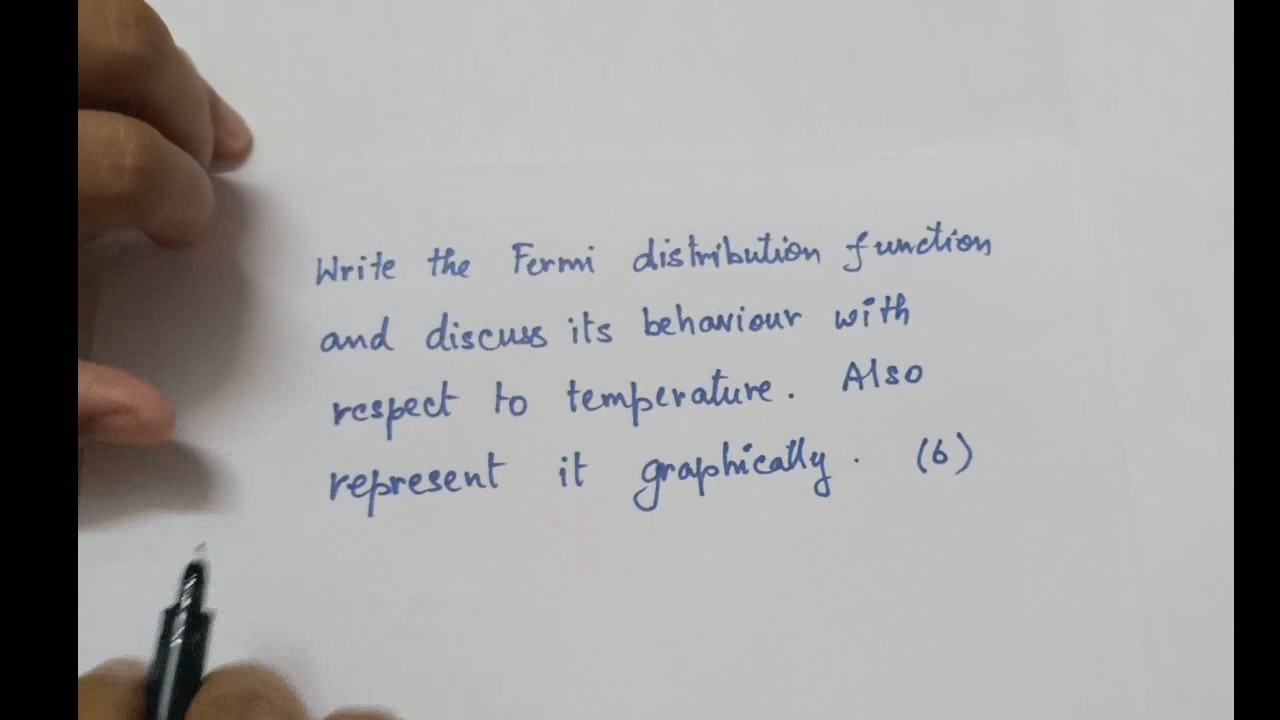 Write the Fermi distribution function
and discuss its behaviour with
respect to temperature. Also
represent it graphically. (6)